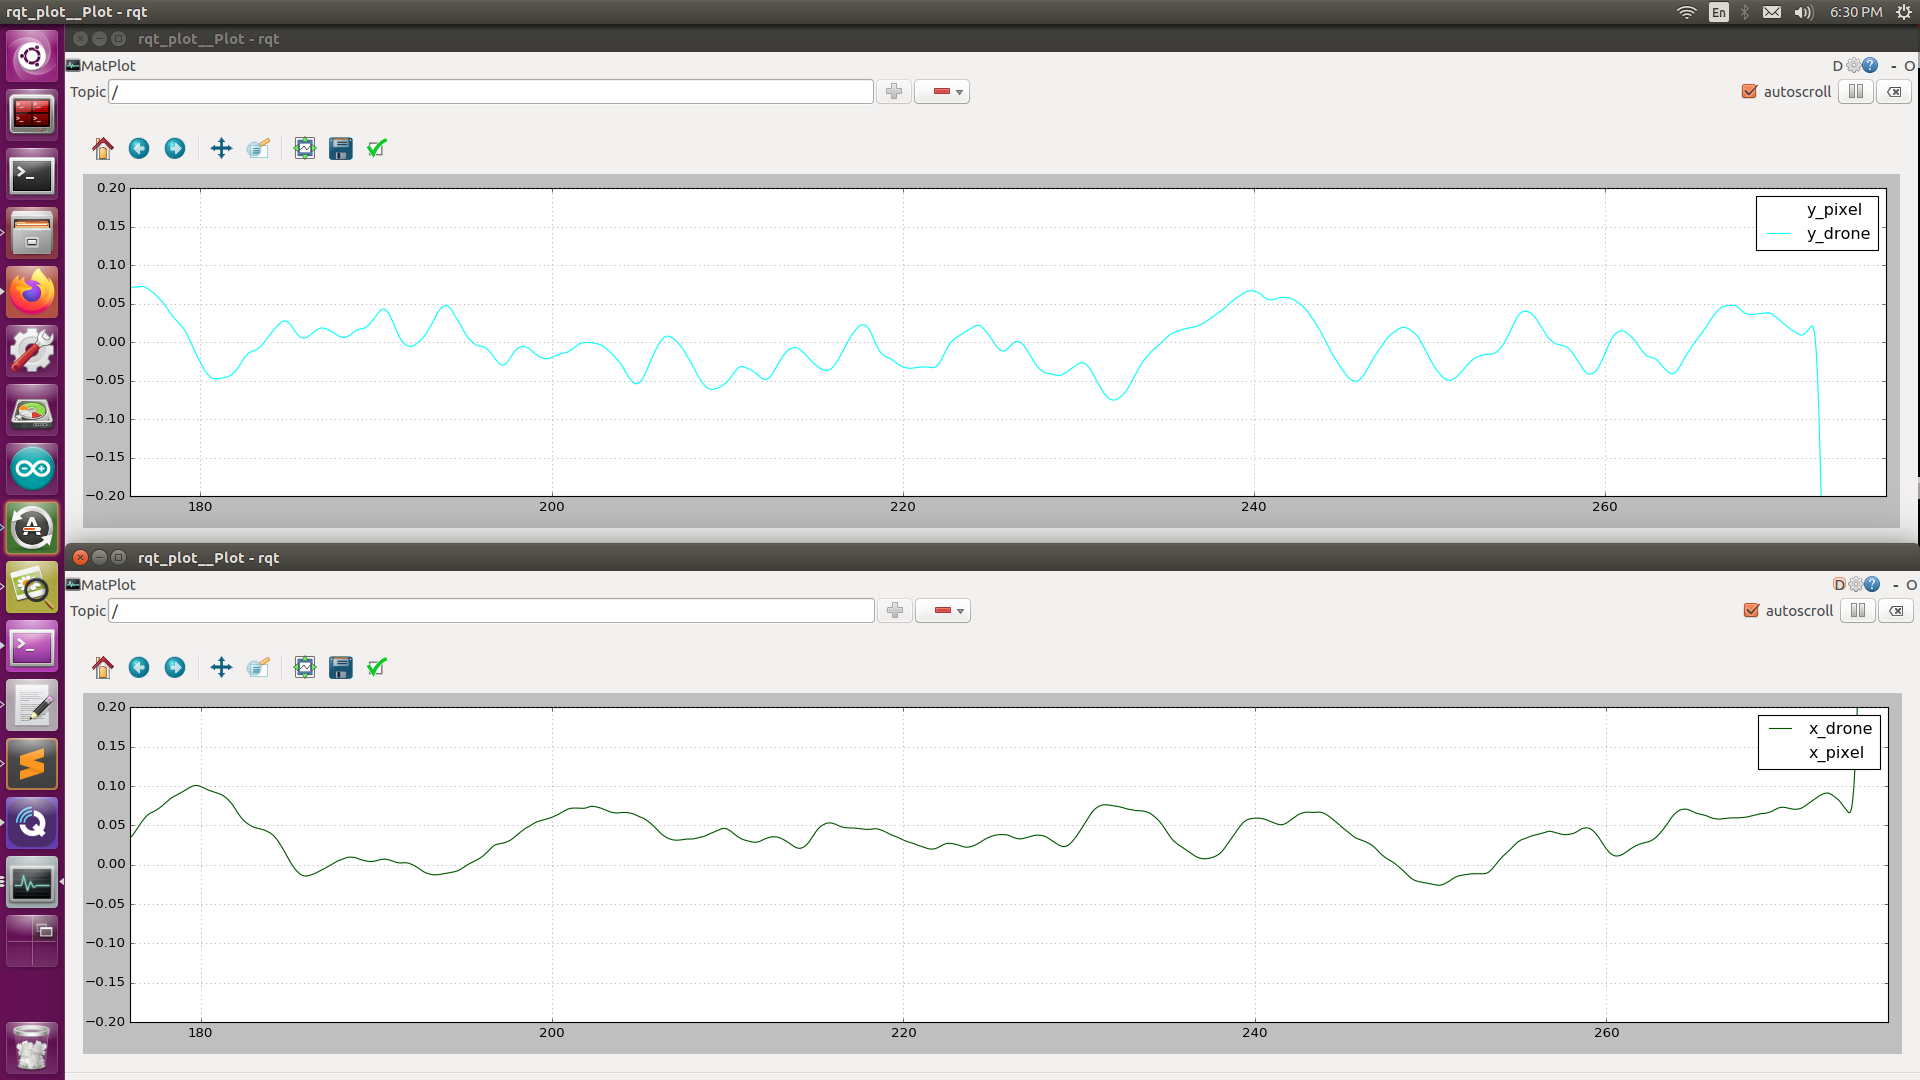 rqt_plot__Plot - rqt
En
6:30 PM
rqt_plot__Plot - rqt
MatPlot
D
?
- O
Topic /
autoscroll
0.20
0.15
0.10
0.05
0.00
−0.05
−0.10
−0.15
−0.20
180 200 220 240 260
y_pixel
y_drone
rqt_plot__Plot - rqt
MatPlot
D
?
- O
Topic /
autoscroll
0.20
0.15
0.10
0.05
0.00
−0.05
−0.10
−0.15
−0.20
180 200 220 240 260
x_drone
x_pixel